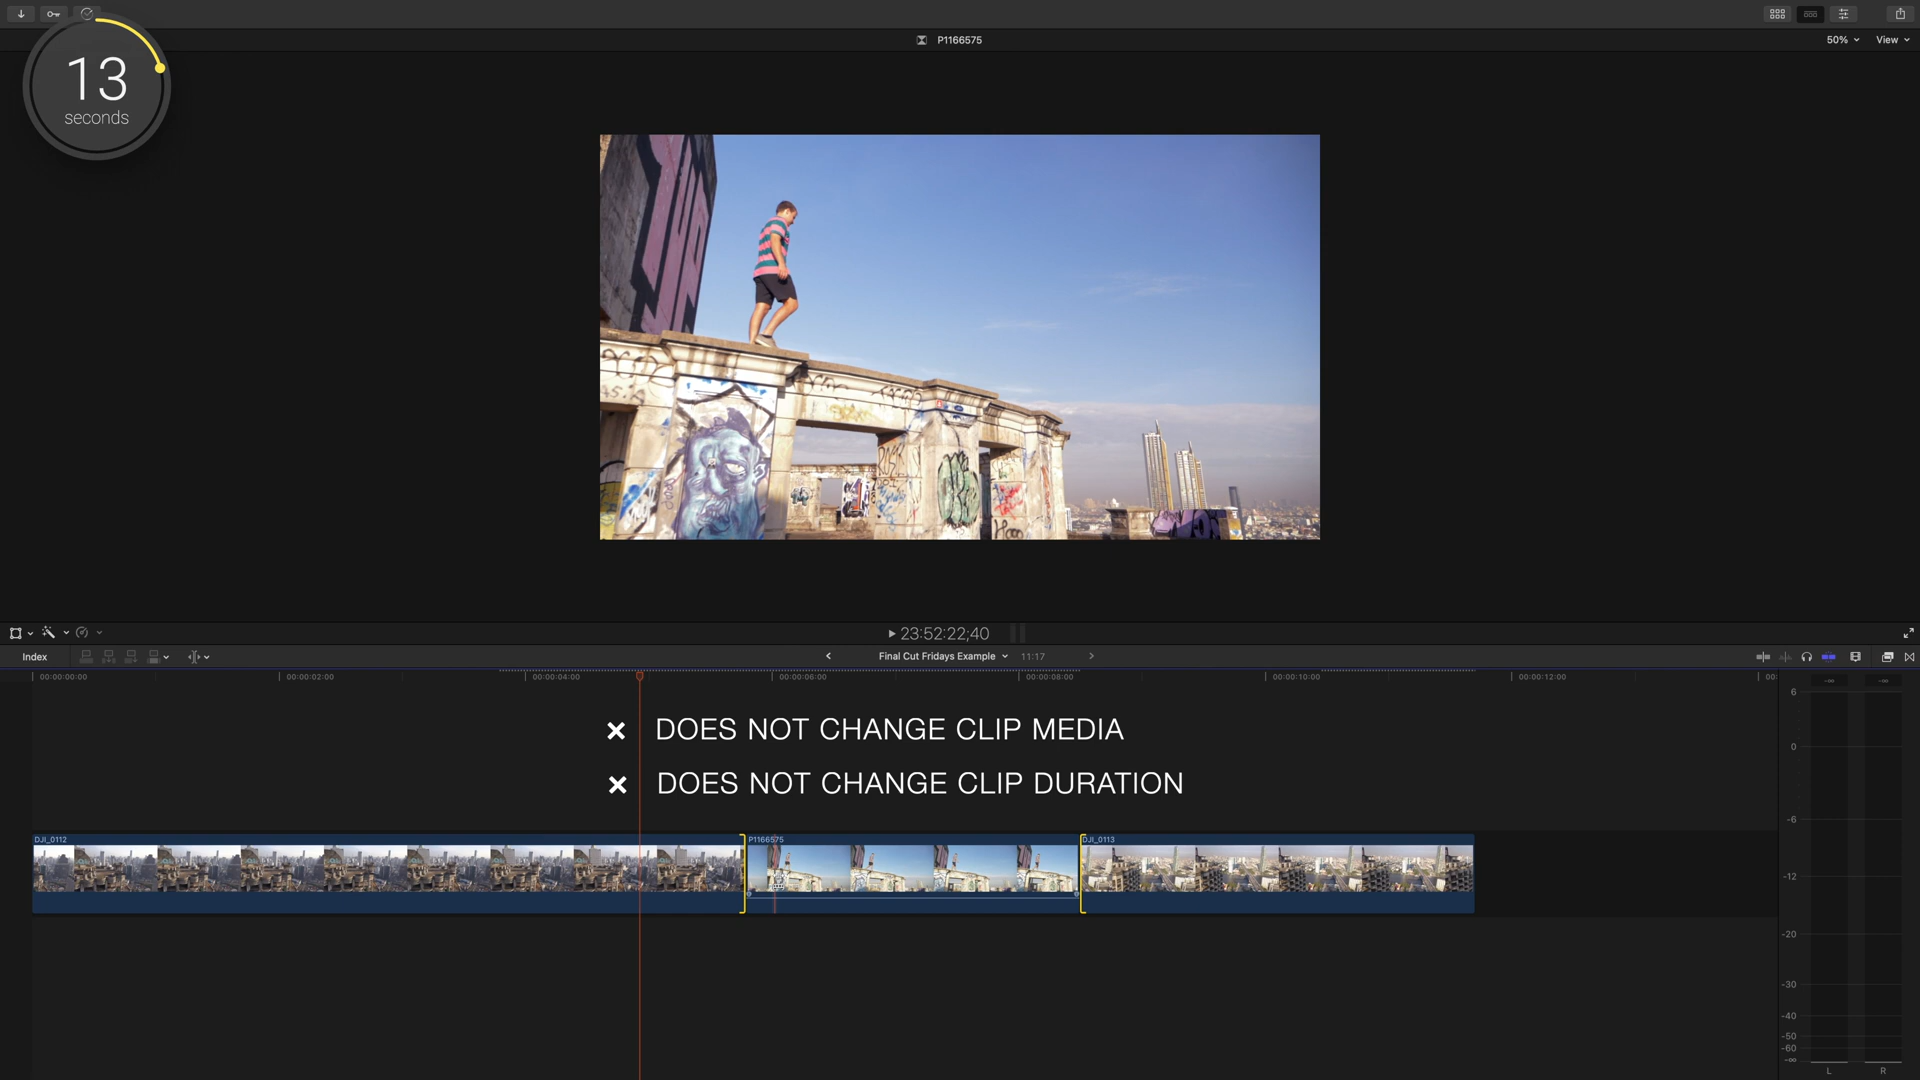 13
seconds
P1166575
50%
View
23:52:22;40
Index
Final Cut Fridays Example
11:17
00:00:00:00
00:00:02:00
00:00:04:00
00:00:06:00
00:00:08:00
00:00:10:00
00:00:12:00
00:
DOES NOT CHANGE CLIP MEDIA
DOES NOT CHANGE CLIP DURATION
DJI_0112
P1166575
DJI_0113
-∞
-∞
6
0
-6
-12
-20
-30
-40
-50
-60
-∞
L
R